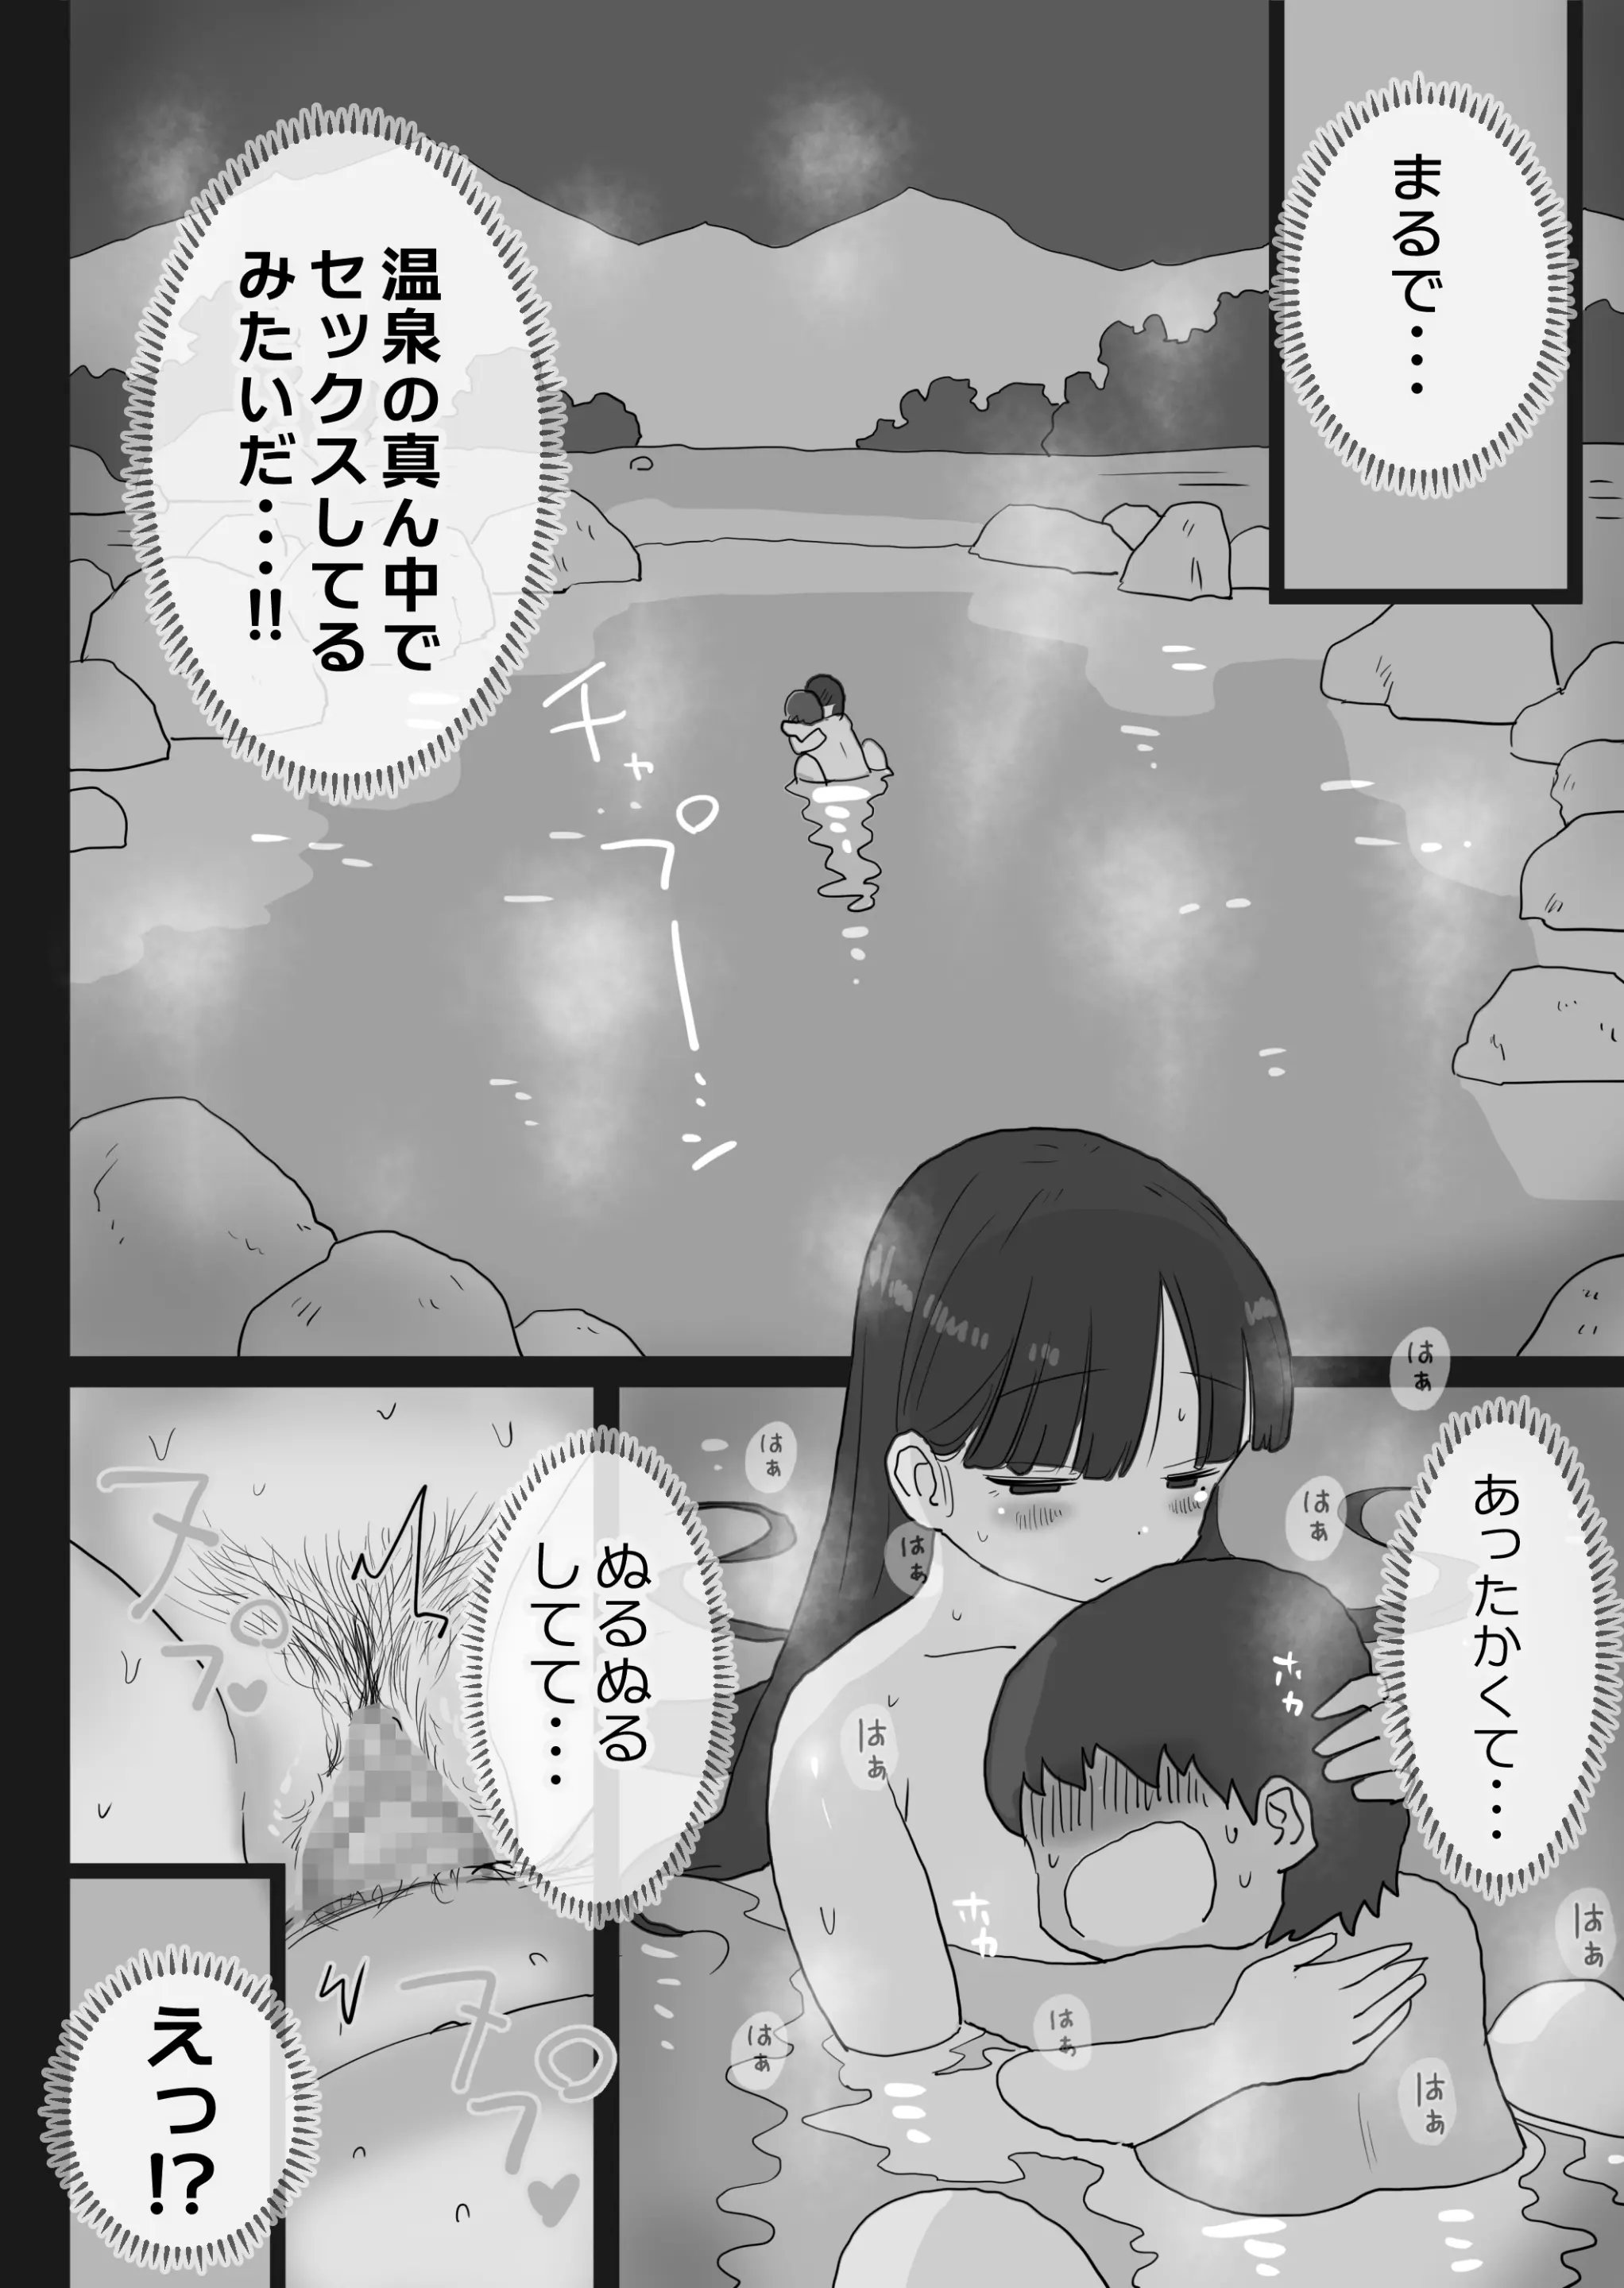 まるで・・・
温泉の真ん中で
セックスしてる
みたいだ・・・!!
チャプーン
あったかくて・・・
はぁ
はぁ
はぁ
はぁ
はぁ
はぁ
はぁ
はぁ
はぁ
ホカ
ホカ
ぬるぬる
してて・・・
ヌプ♥
ヌプ♥
えっ!?